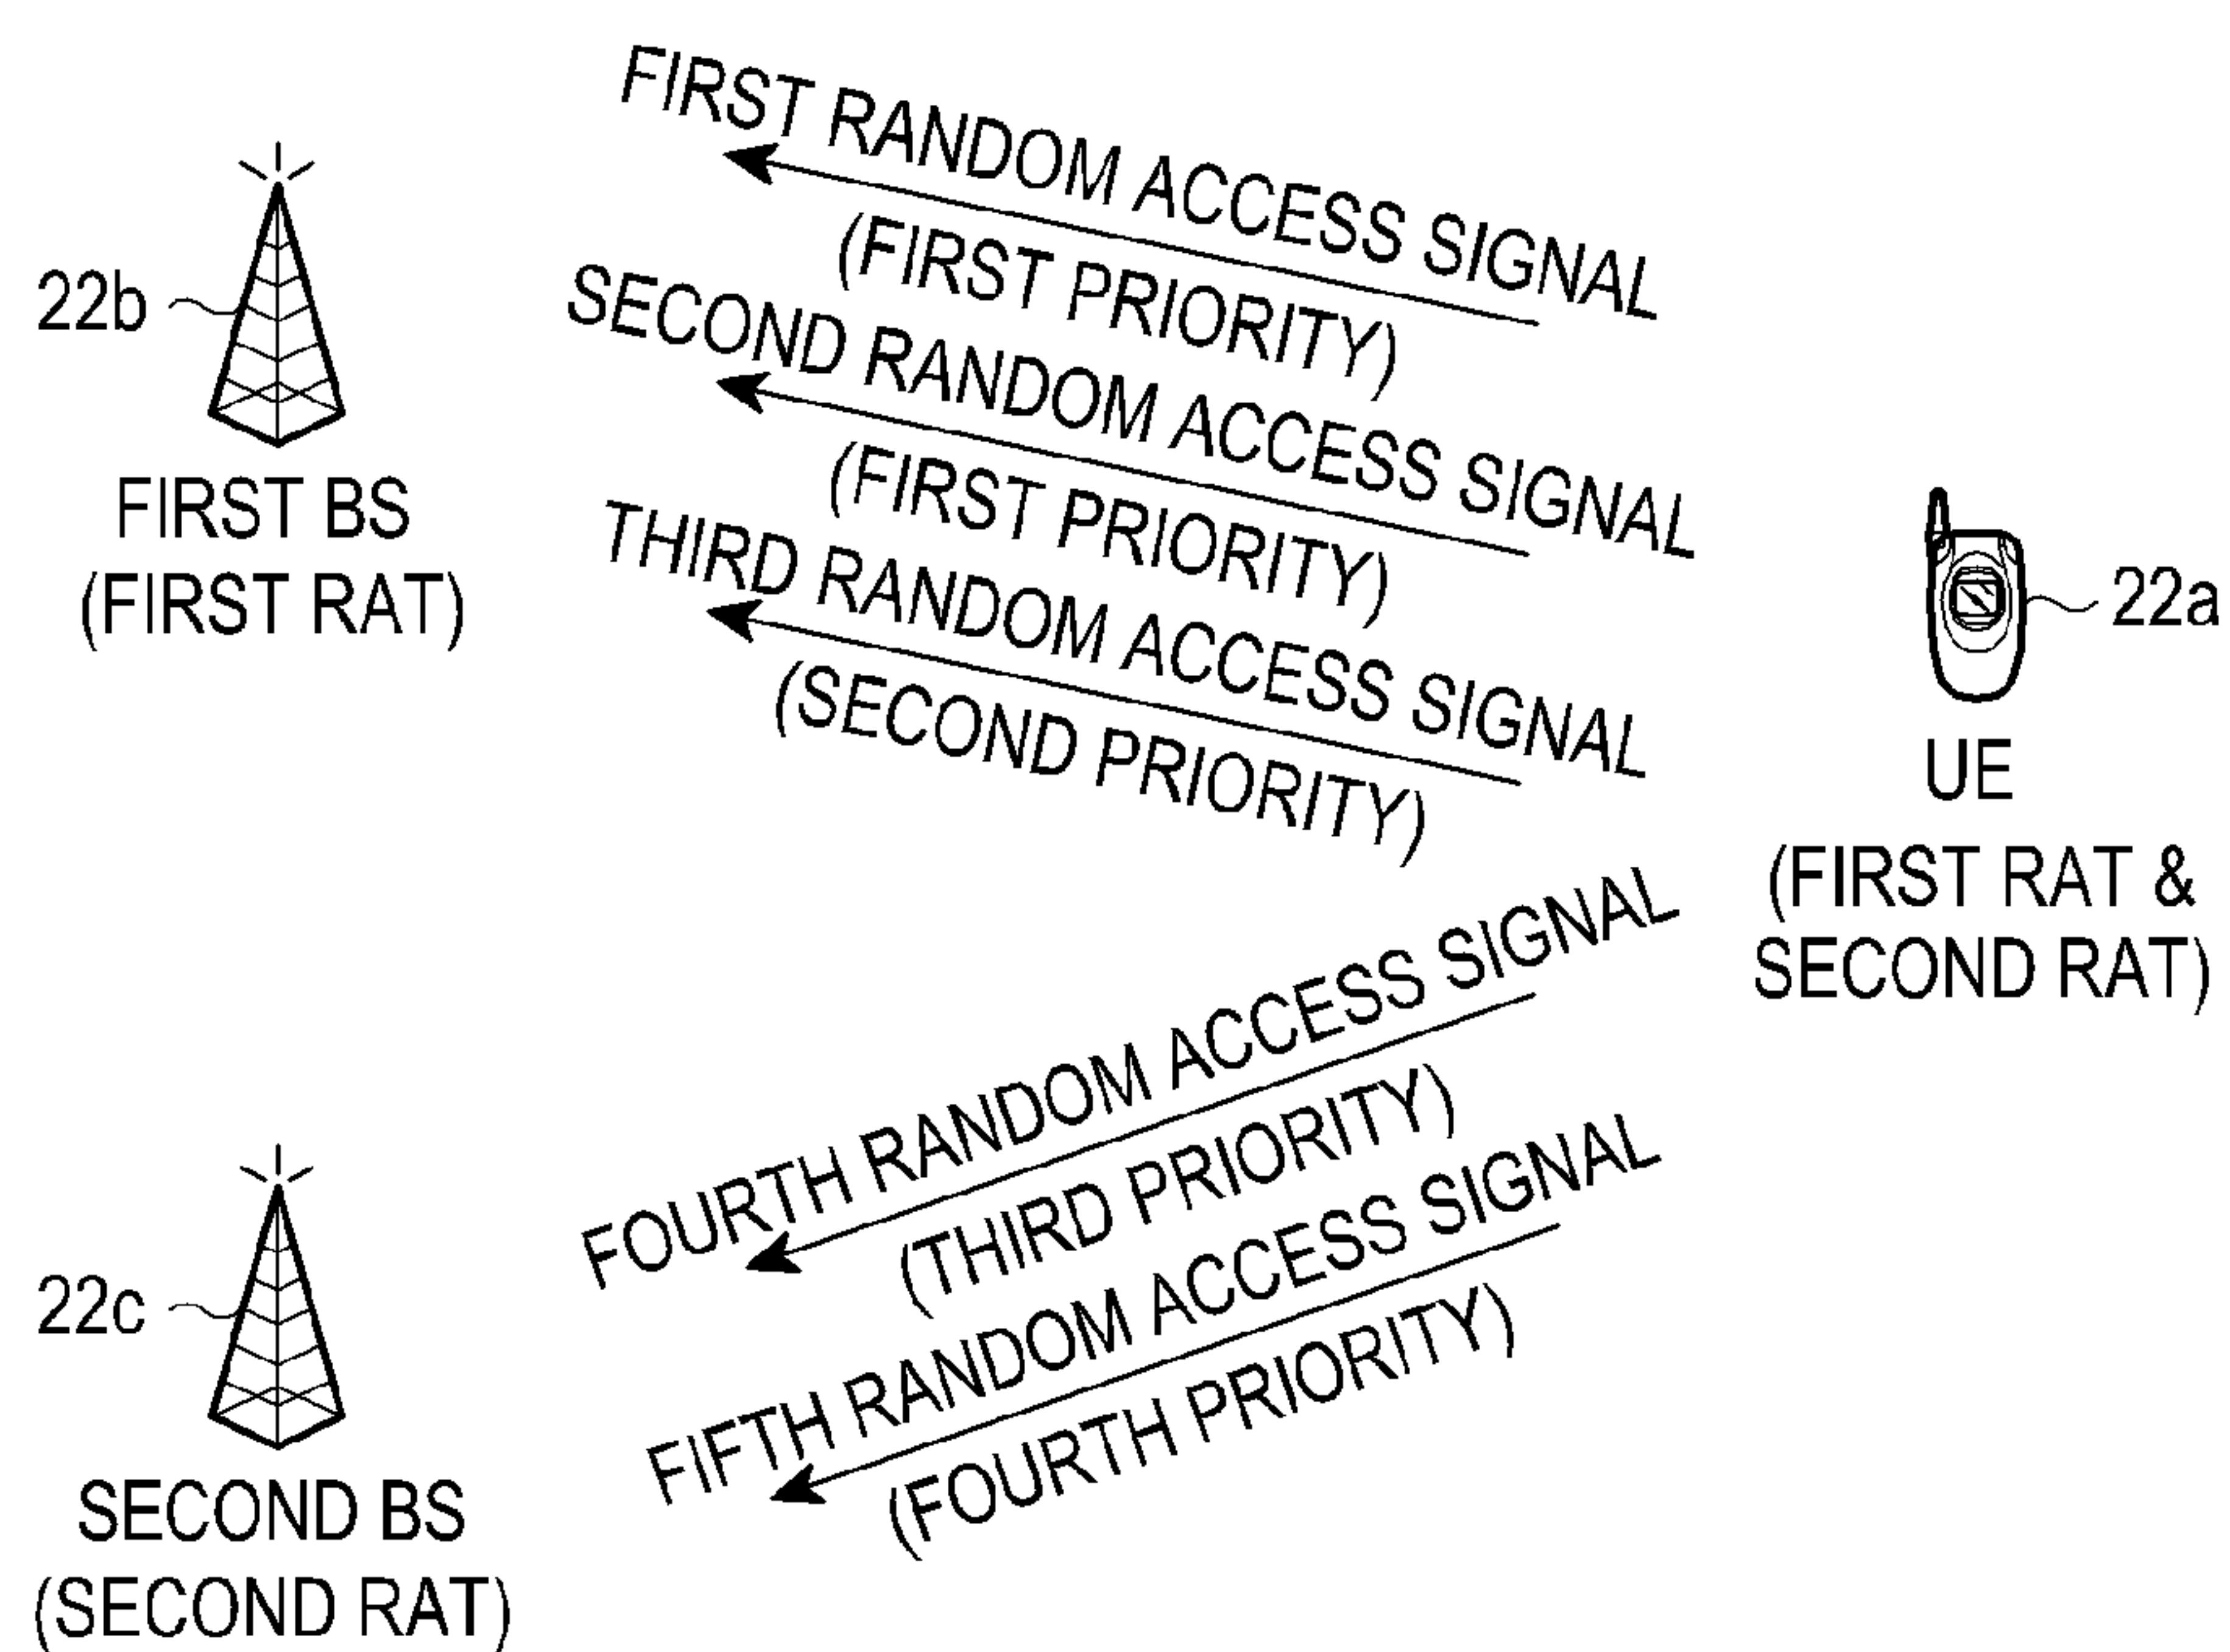 FIRST RANDOM ACCESS SIGNAL
(FIRST PRIORITY)
22b
SECOND RANDOM ACCESS SIGNAL
(FIRST PRIORITY)
FIRST BS
(FIRST RAT)
THIRD RANDOM ACCESS SIGNAL
(SECOND PRIORITY)
22a
UE
(FIRST RAT &
SECOND RAT)
FOURTH RANDOM ACCESS SIGNAL
(THIRD PRIORITY)
22c
FIFTH RANDOM ACCESS SIGNAL
(FOURTH PRIORITY)
SECOND BS
(SECOND RAT)